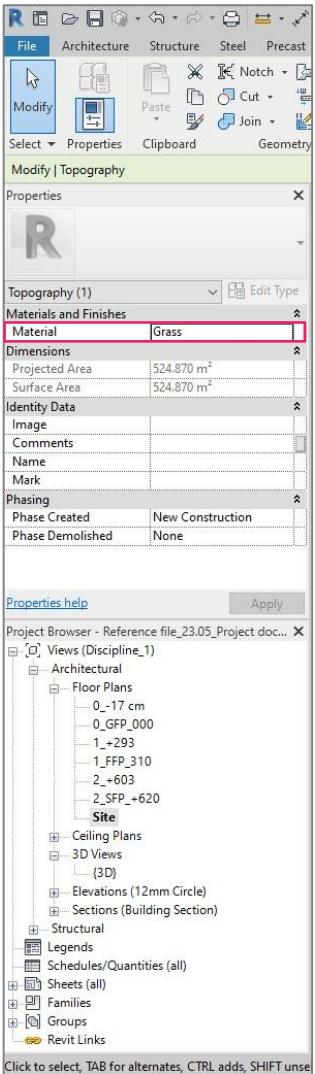 File Architecture Structure Steel Precast
Modify
Paste
Notch
Cut
Join
Select Properties Clipboard Geometry
Modify | Topography
Properties
R
Topography (1) Edit Type
Materials and Finishes
Material Grass
Dimensions
Projected Area 524.870 m²
Surface Area 524.870 m²
Identity Data
Image
Comments
Name
Mark
Phasing
Phase Created New Construction
Phase Demolished None
Properties help Apply
Project Browser - Reference file_23.05_Project doc...
Views (Discipline_1)
Architectural
Floor Plans
0_-17 cm
0_GFP_000
1_+293
1_FFP_310
2_+603
2_SFP_+620
Site
Ceiling Plans
3D Views
{3D}
Elevations (12mm Circle)
Sections (Building Section)
Structural
Legends
Schedules/Quantities (all)
Sheets (all)
Families
Groups
Revit Links
Click to select, TAB for alternates, CTRL adds, SHIFT unse